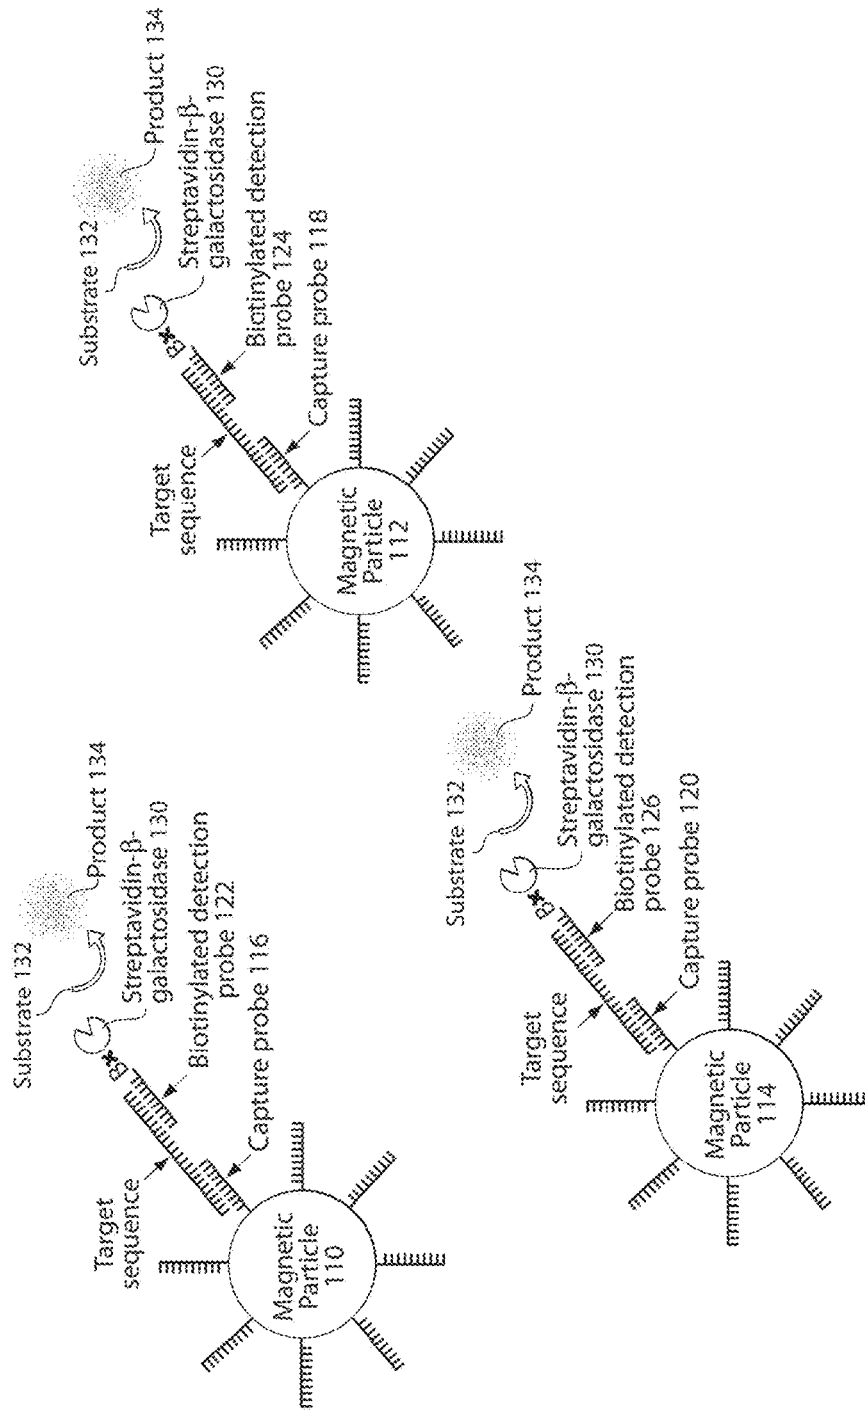 Substrate 132
Product 134
Streptavidin-β-
galactosidase 130
Biotinylated detection
probe 122
Capture probe 116
Target
sequence
Bx
Magnetic
Particle
110
Substrate 132
Product 134
Streptavidin-β-
galactosidase 130
Biotinylated detection
probe 124
Capture probe 118
Target
sequence
Bx
Magnetic
Particle
112
Substrate 132
Product 134
Streptavidin-β-
galactosidase 130
Biotinylated detection
probe 126
Capture probe 120
Target
sequence
Bx
Magnetic
Particle
114